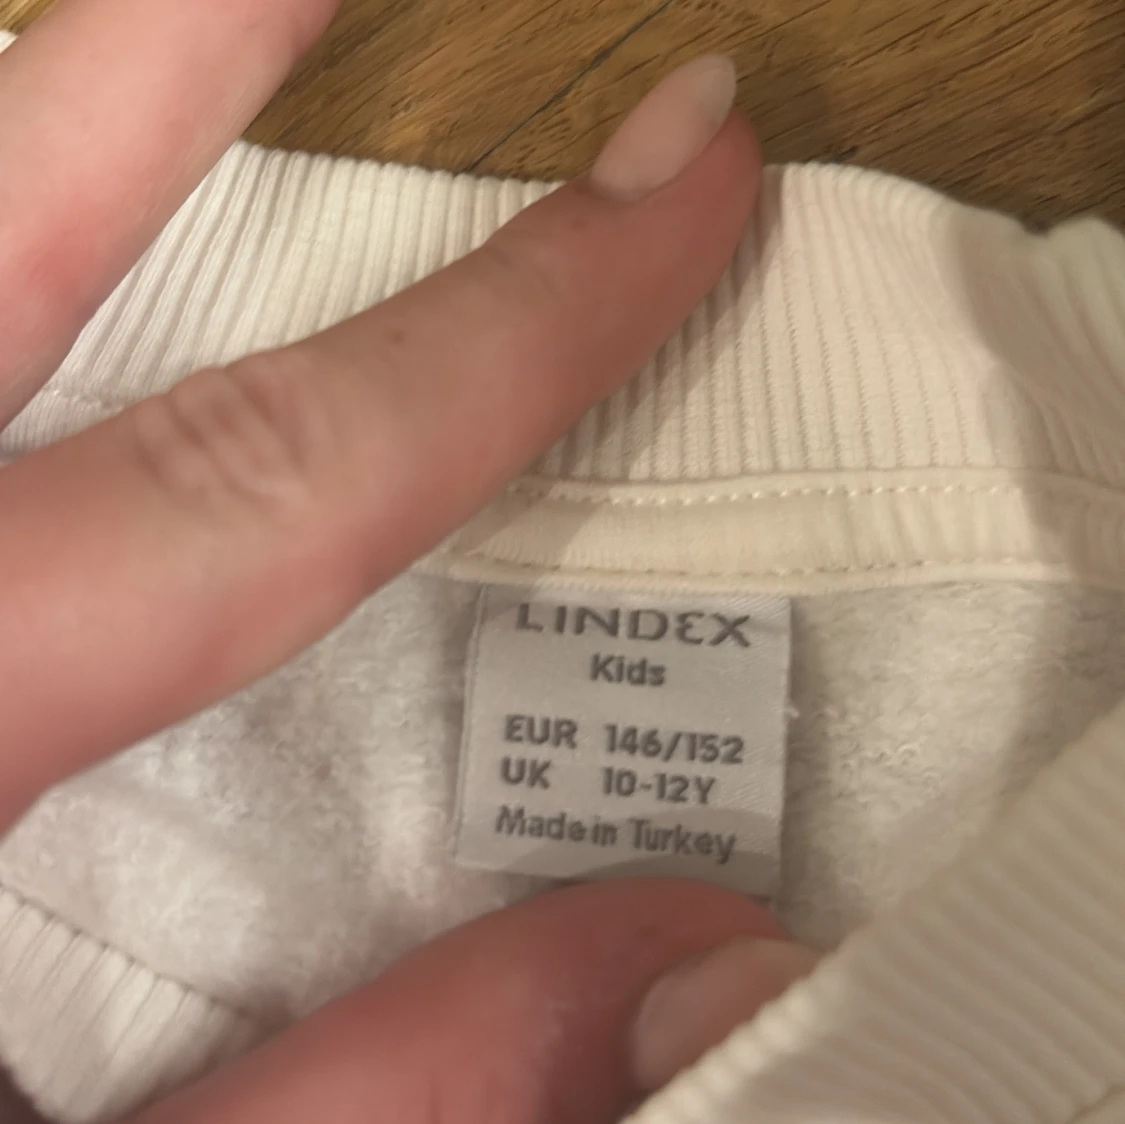 LINDEX
Kids
EUR 146/152
UK 10-12Y
Made in Turkey